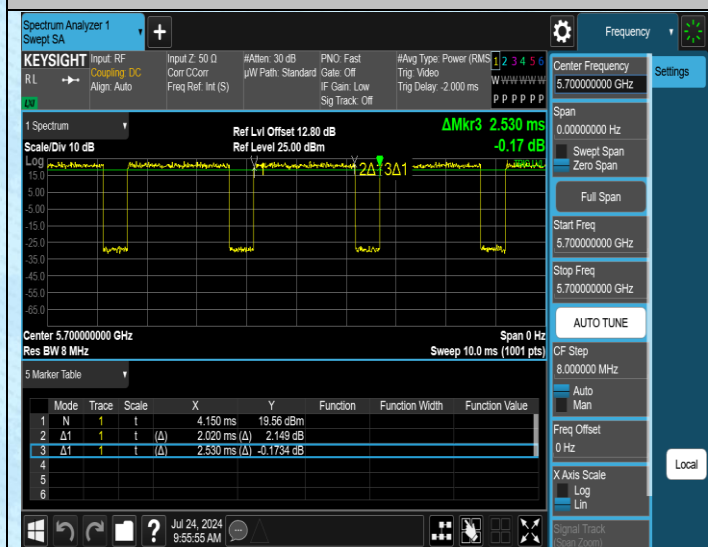 Spectrum Analyzer 1
Swept SA
Frequency
KEYSIGHT
RL
LXI
Input: RF
Coupling: DC
Align: Auto
Input Z: 50 Ω
Corr CCorr
Freq Ref: Int (S)
#Atten: 30 dB
µW Path: Standard
PNO: Fast
Gate: Off
IF Gain: Low
Sig Track: Off
#Avg Type: Power (RMS
Trig: Video
Trig Delay: -2.000 ms
1 2 3 4 5 6
W W W W W W
P P P P P P
1 Spectrum
Scale/Div 10 dB
Ref Lvl Offset 12.80 dB
Ref Level 25.00 dBm
ΔMkr3 2.530 ms
-0.17 dB
Log
15.0
5.00
-5.00
-15.0
-25.0
-35.0
-45.0
-55.0
-65.0
1
2Δ1
3Δ1
Center 5.700000000 GHz
Res BW 8 MHz
Span 0 Hz
Sweep 10.0 ms (1001 pts)
5 Marker Table
Mode Trace Scale X Y Function Function Width Function Value
1 N 1 t 4.150 ms 19.56 dBm
2 Δ1 1 t (Δ) 2.020 ms (Δ) 2.149 dB
3 Δ1 1 t (Δ) 2.530 ms (Δ) -0.1734 dB
4
5
6
Jul 24, 2024
9:55:55 AM
Center Frequency
5.700000000 GHz
Span
0.00000000 Hz
Swept Span
Zero Span
Full Span
Start Freq
5.700000000 GHz
Stop Freq
5.700000000 GHz
AUTO TUNE
CF Step
8.000000 MHz
Auto
Man
Freq Offset
0 Hz
X Axis Scale
Log
Lin
Signal Track
(Span Zoom)
Settings
Local